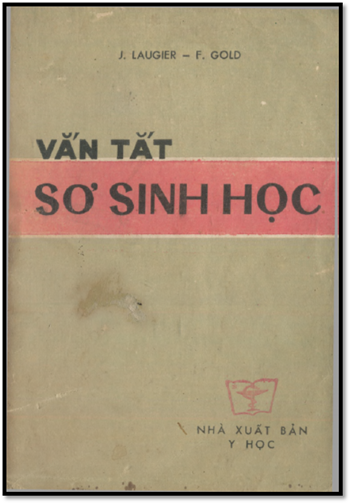 J. LAUGIER - F. GOLD
VẮN TẮT
SƠ SINH HỌC
NHÀ XUẤT BẢN
Y HỌC